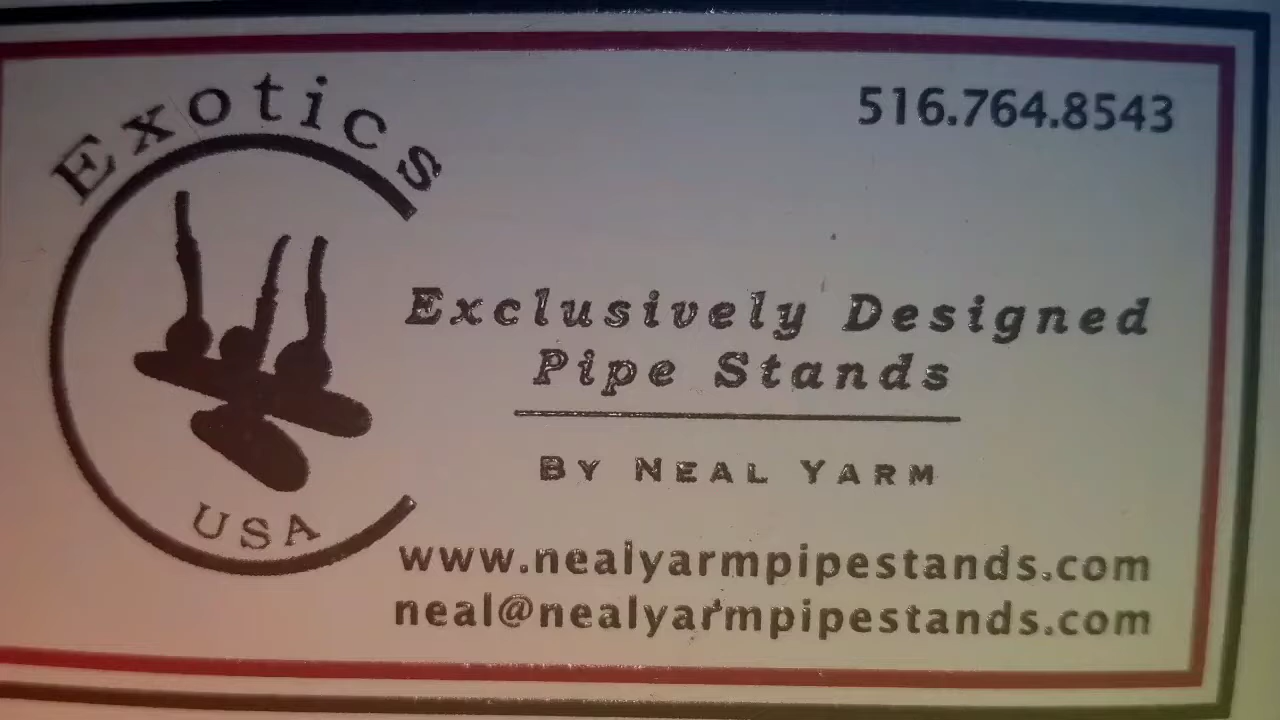 Exotics
USA
516.764.8543
Exclusively Designed
Pipe Stands
BY NEAL YARM
www.nealyarmpipestands.com
neal@nealyarmpipestands.com